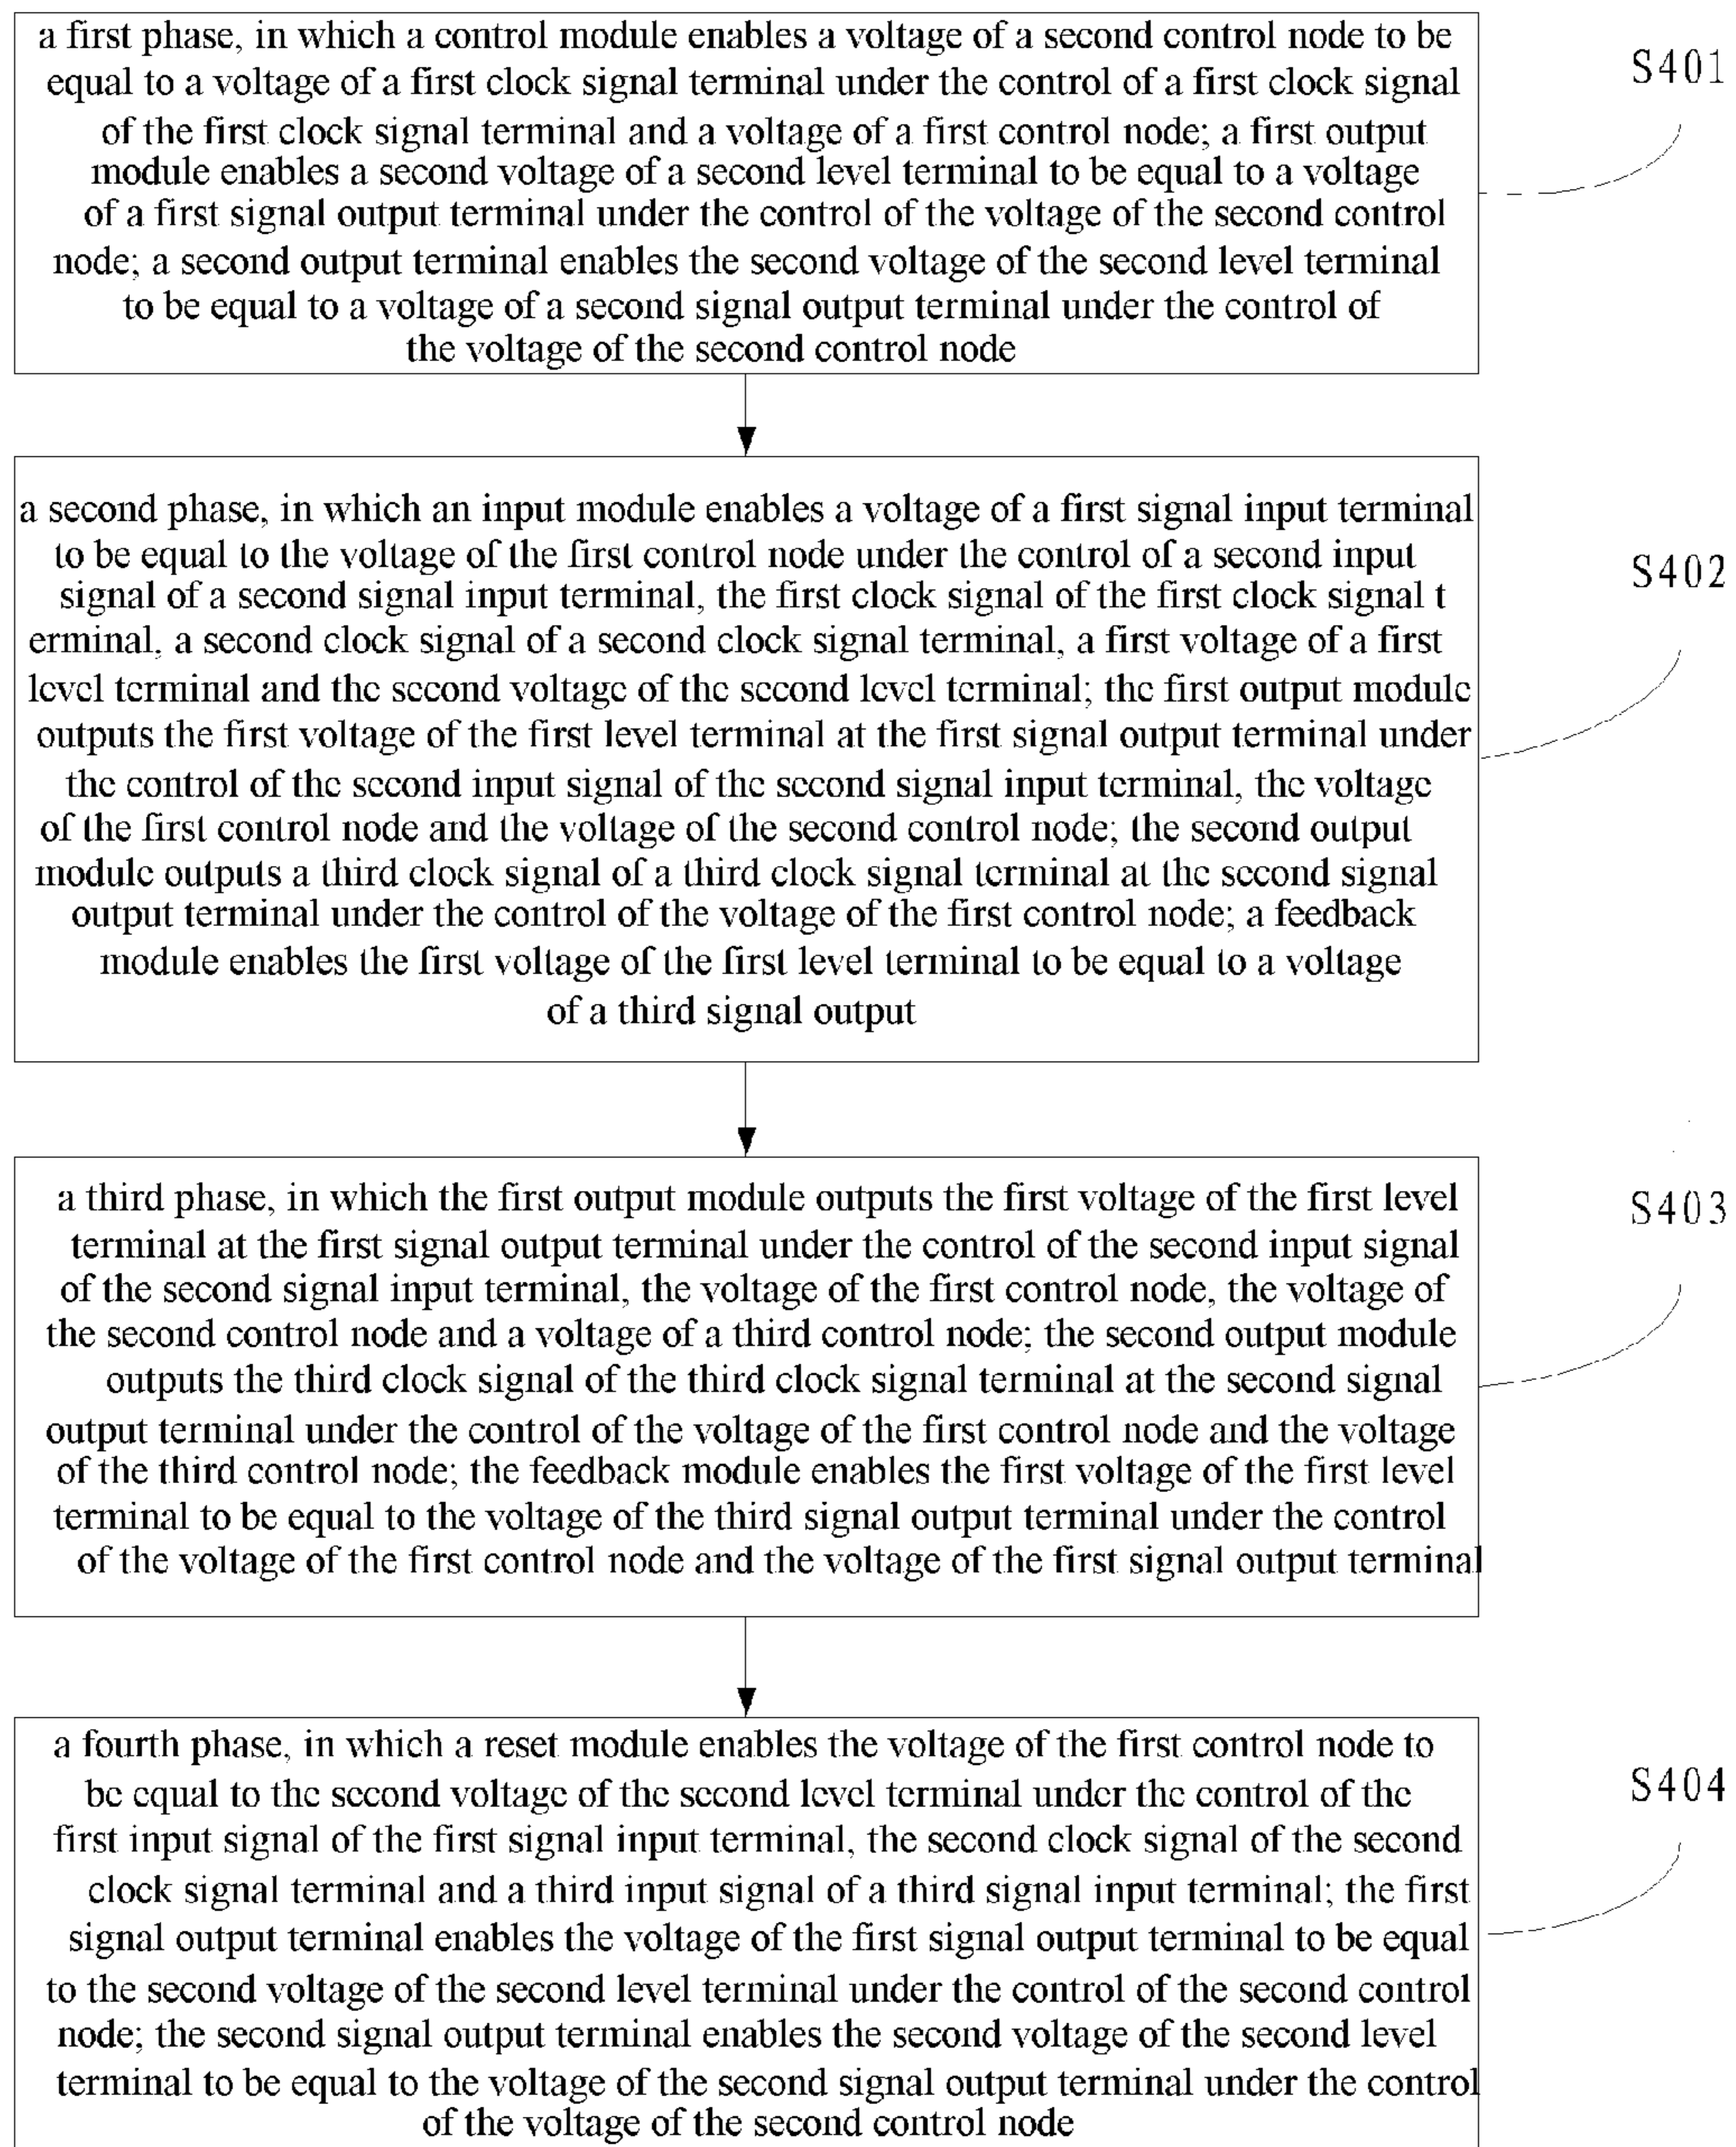 a first phase, in which a control module enables a voltage of a second control node to be
equal to a voltage of a first clock signal terminal under the control of a first clock signal
of the first clock signal terminal and a voltage of a first control node; a first output
module enables a second voltage of a second level terminal to be equal to a voltage
of a first signal output terminal under the control of the voltage of the second control
node; a second output terminal enables the second voltage of the second level terminal
to be equal to a voltage of a second signal output terminal under the control of
the voltage of the second control node
S401
a second phase, in which an input module enables a voltage of a first signal input terminal
to be equal to the voltage of the first control node under the control of a second input
signal of a second signal input terminal, the first clock signal of the first clock signal t
erminal, a second clock signal of a second clock signal terminal, a first voltage of a first
level terminal and the second voltage of the second level terminal; the first output module
outputs the first voltage of the first level terminal at the first signal output terminal under
the control of the second input signal of the second signal input terminal, the voltage
of the first control node and the voltage of the second control node; the second output
module outputs a third clock signal of a third clock signal terminal at the second signal
output terminal under the control of the voltage of the first control node; a feedback
module enables the first voltage of the first level terminal to be equal to a voltage
of a third signal output
S402
a third phase, in which the first output module outputs the first voltage of the first level
terminal at the first signal output terminal under the control of the second input signal
of the second signal input terminal, the voltage of the first control node, the voltage of
the second control node and a voltage of a third control node; the second output module
outputs the third clock signal of the third clock signal terminal at the second signal
output terminal under the control of the voltage of the first control node and the voltage
of the third control node; the feedback module enables the first voltage of the first level
terminal to be equal to the voltage of the third signal output terminal under the control
of the voltage of the first control node and the voltage of the first signal output terminal
S403
a fourth phase, in which a reset module enables the voltage of the first control node to
be equal to the second voltage of the second level terminal under the control of the
first input signal of the first signal input terminal, the second clock signal of the second
clock signal terminal and a third input signal of a third signal input terminal; the first
signal output terminal enables the voltage of the first signal output terminal to be equal
to the second voltage of the second level terminal under the control of the second control
node; the second signal output terminal enables the second voltage of the second level
terminal to be equal to the voltage of the second signal output terminal under the control
of the voltage of the second control node
S404